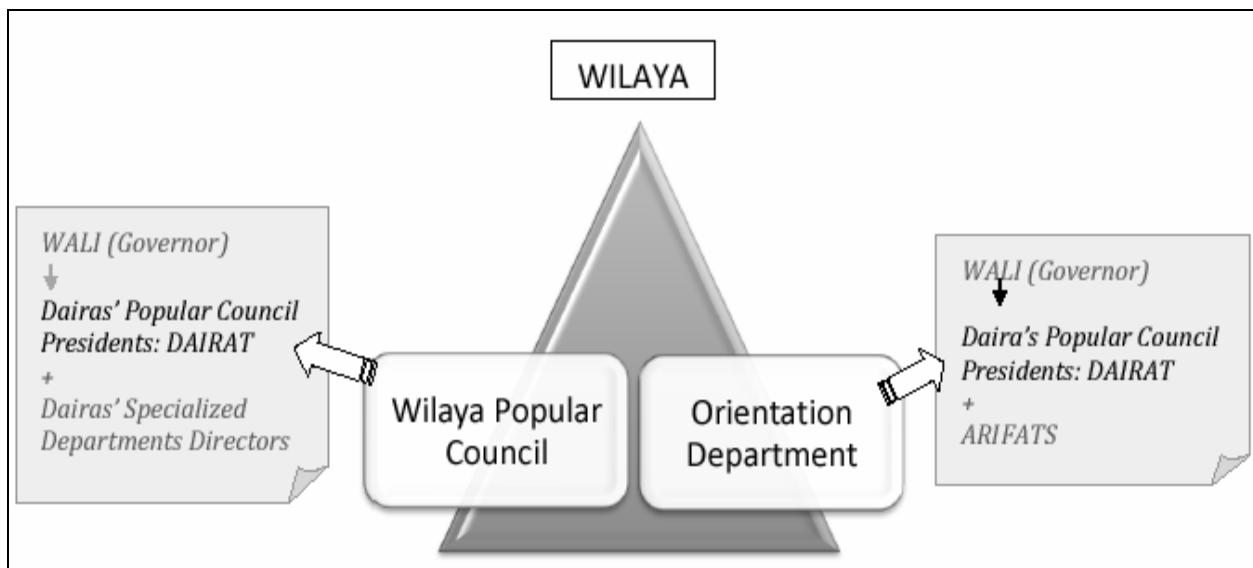 WILAYA
WALI (Governor)
Dairas' Popular Council
Presidents: DAIRAT
+
Dairas' Specialized
Departments Directors
Wilaya Popular
Council
Orientation
Department
WALI (Governor)
Daira's Popular Council
Presidents: DAIRAT
+
ARIFATS